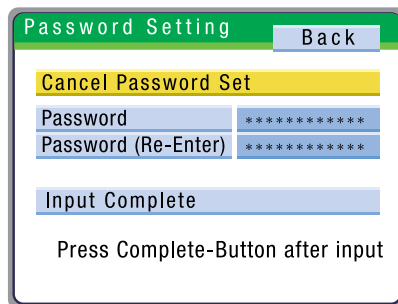 Password Setting
Back
Cancel Password Set
Password ************
Password (Re-Enter) ************
Input Complete
Press Complete-Button after input